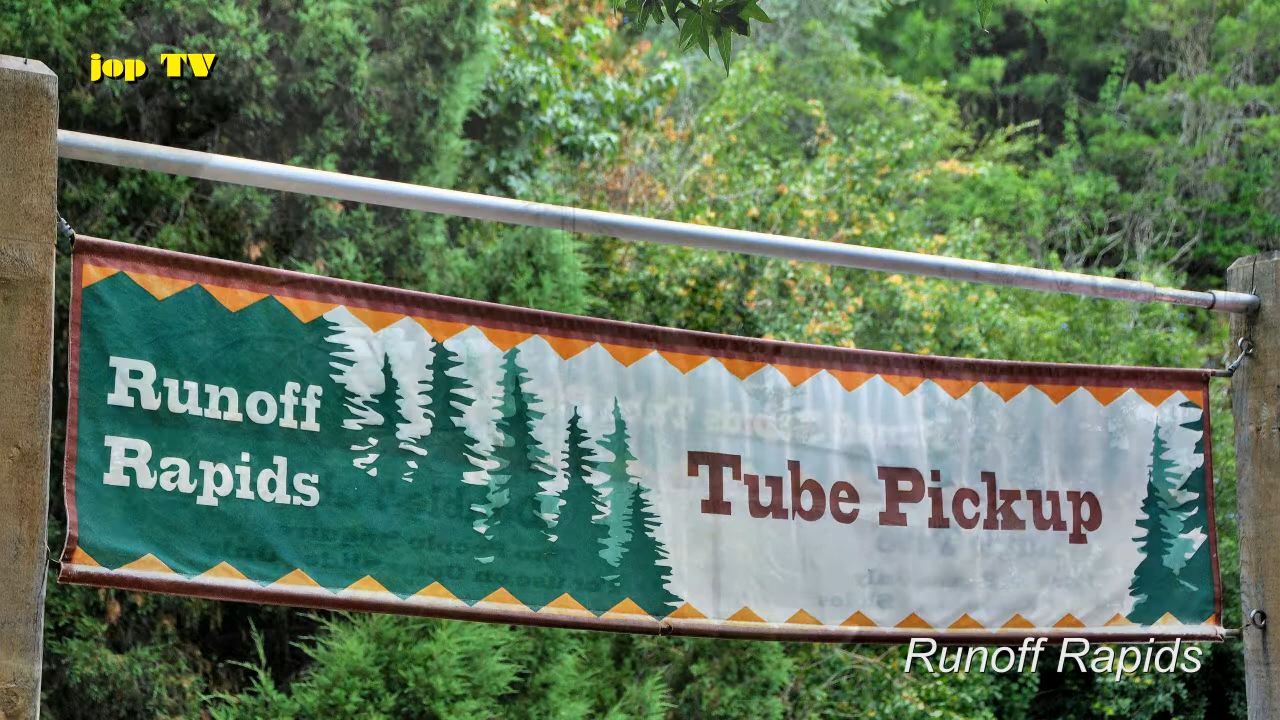 jop TV
Runoff
Rapids
Tube Pickup
Runoff Rapids